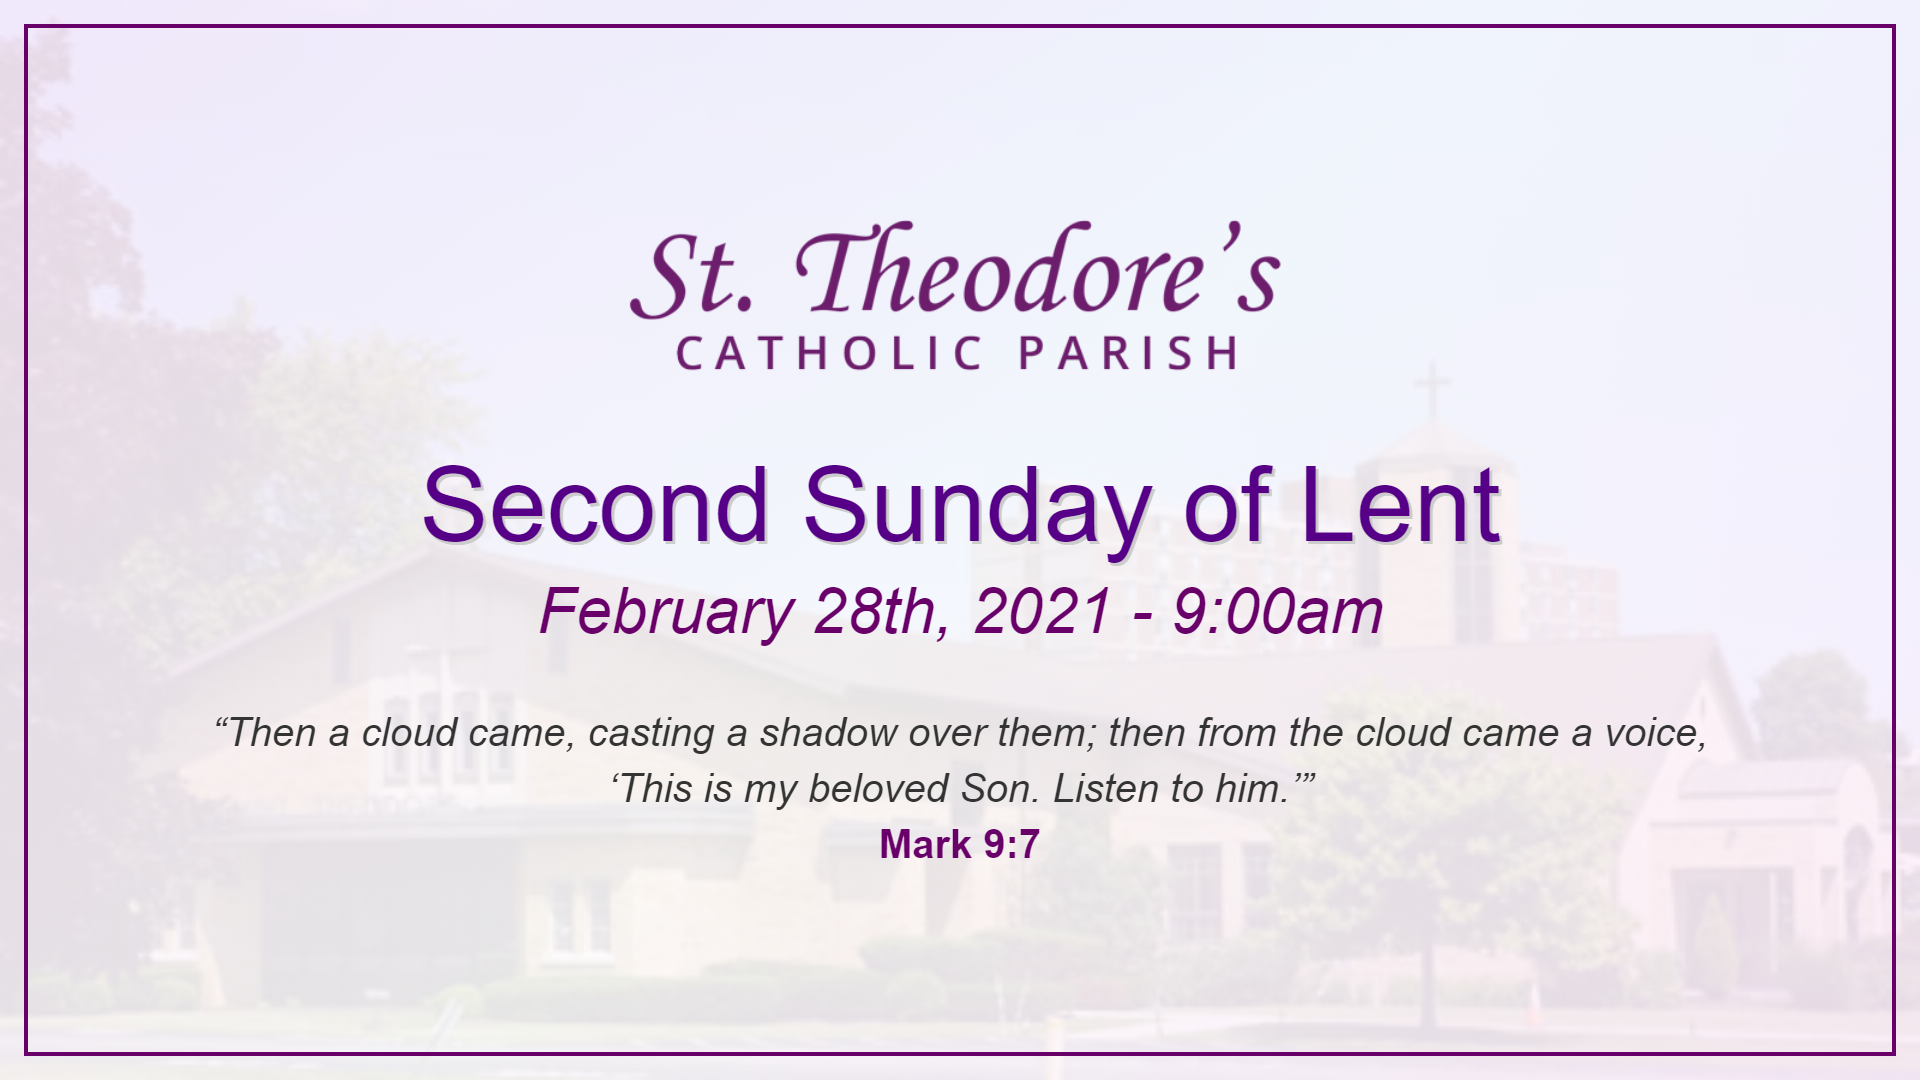 St. Theodore’s
CATHOLIC PARISH
Second Sunday of Lent
February 28th, 2021 - 9:00am
“Then a cloud came, casting a shadow over them; then from the cloud came a voice,
‘This is my beloved Son. Listen to him.’”
Mark 9:7